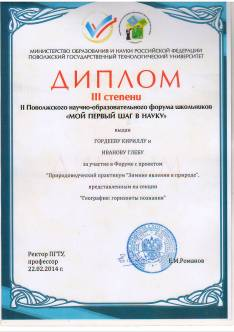 МИНИСТЕРСТВО ОБРАЗОВАНИЯ И НАУКИ РОССИЙСКОЙ ФЕДЕРАЦИИ
ПОВОЛЖСКИЙ ГОСУДАРСТВЕННЫЙ ТЕХНОЛОГИЧЕСКИЙ УНИВЕРСИТЕТ
ДИПЛОМ
III степени
II Поволжского научно-образовательного форума школьников
«МОЙ ПЕРВЫЙ ШАГ В НАУКУ»
выдан
ГОРДЕЕВУ КИРИЛЛУ и
ИВАНОВУ ГЛЕБУ
за участие в Форуме с проектом
"Природоведческий практикум "Зимние явления в природе",
представленным на секции
"География: горизонты познания"
Ректор ПГТУ,
профессор
22.02.2014 г.
Е.М.Романов